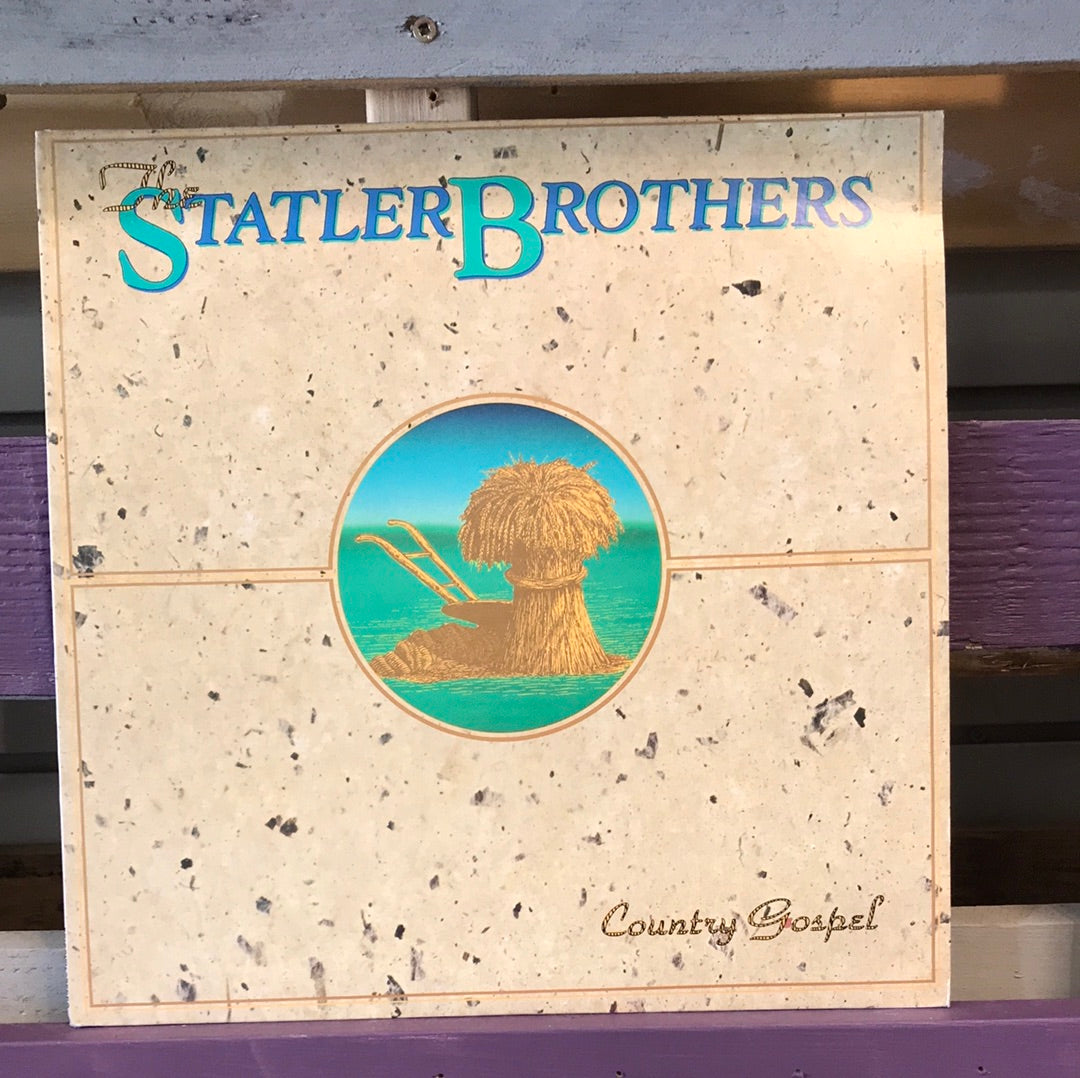 The
STATLER BROTHERS
Country Gospel